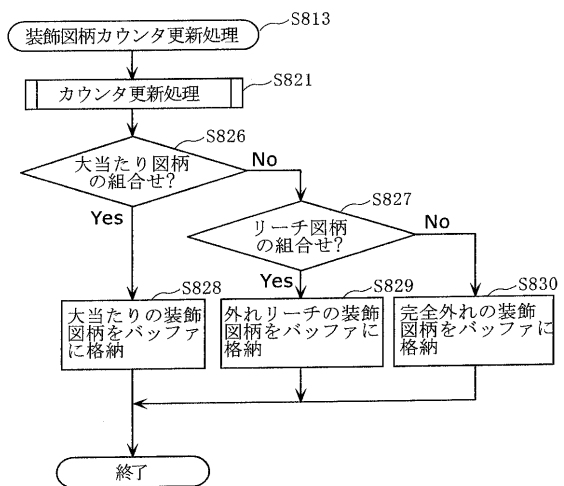 装飾図柄カウンタ更新処理
S813
カウンタ更新処理
S821
大当たり図柄
の組合せ?
S826
No
Yes
リーチ図柄
の組合せ?
S827
No
Yes
大当たりの装飾
図柄をバッファ
に格納
S828
外れリーチの装飾
図柄をバッファに
格納
S829
完全外れの装飾
図柄をバッファに
格納
S830
終了